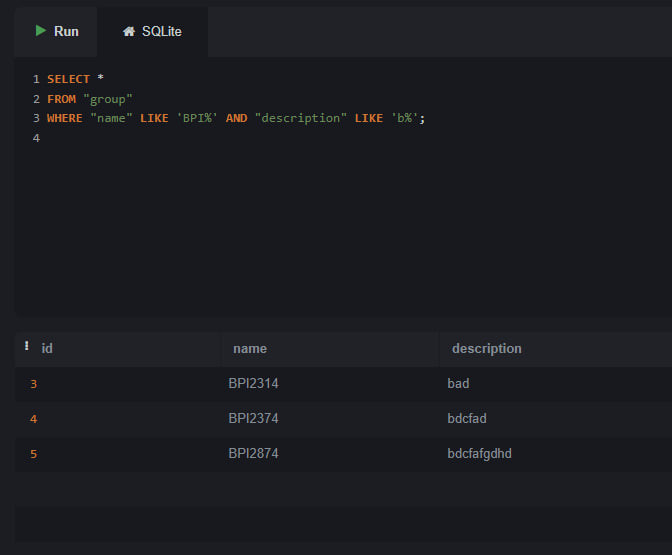 Run SQLite
1 SELECT *
2 FROM "group"
3 WHERE "name" LIKE 'BPI%' AND "description" LIKE 'b%';
4
id name description
3 BPI2314 bad
4 BPI2374 bdcfad
5 BPI2874 bdcfafgdhd